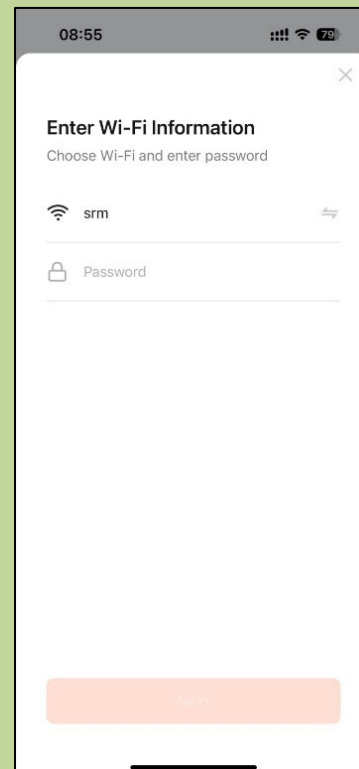 08:55 79
Enter Wi-Fi Information
Choose Wi-Fi and enter password
srm
Password
Next